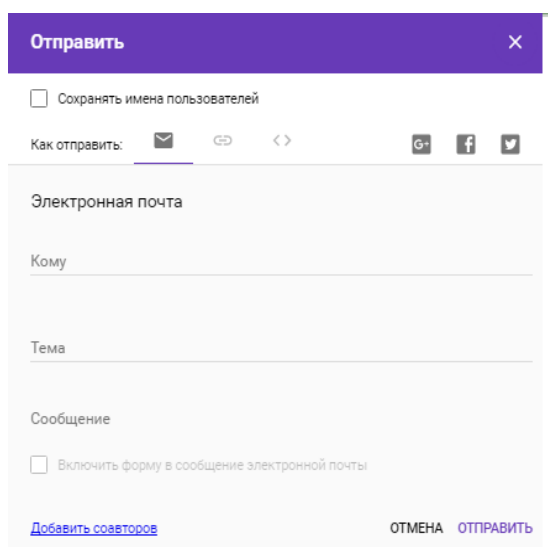 Отправить
Сохранять имена пользователей
Как отправить:
G+
Электронная почта
Кому
Тема
Сообщение
Включить форму в сообщение электронной почты
Добавить соавторов ОТМЕНА ОТПРАВИТЬ